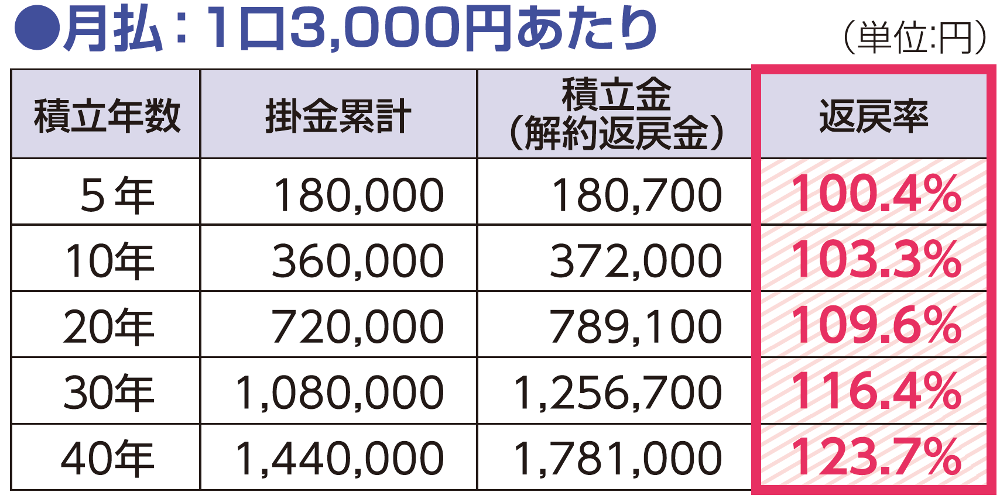 ●月払：1口3,000円あたり
（単位:円）
積立年数 掛金累計 積立金 返戻率
（解約返戻金）
5年 180,000 180,700 100.4%
10年 360,000 372,000 103.3%
20年 720,000 789,100 109.6%
30年 1,080,000 1,256,700 116.4%
40年 1,440,000 1,781,000 123.7%